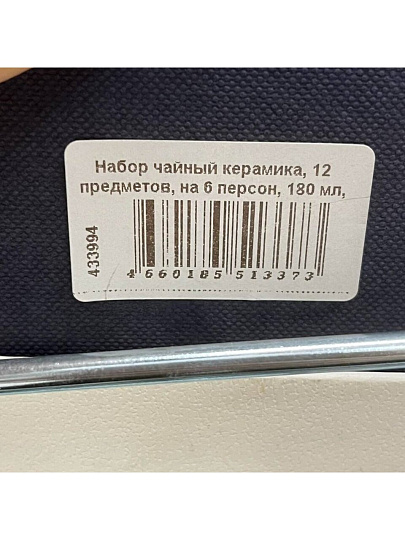 Набор чайный керамика, 12
предметов, на 6 персон, 180 мл,
433994
4 660185 513373